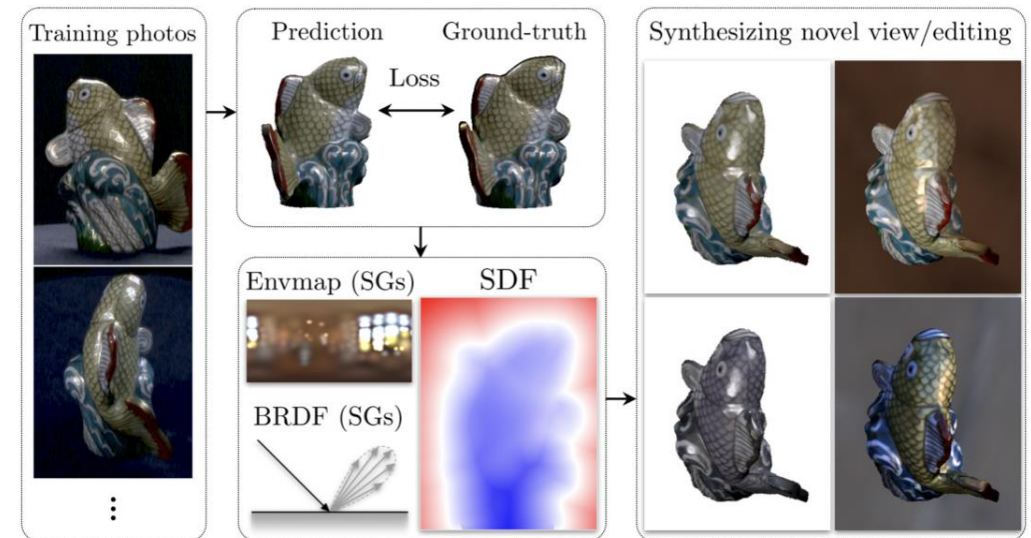 Training photos
Prediction
Ground-truth
Loss
Envmap (SGs)
SDF
BRDF (SGs)
Synthesizing novel view/editing